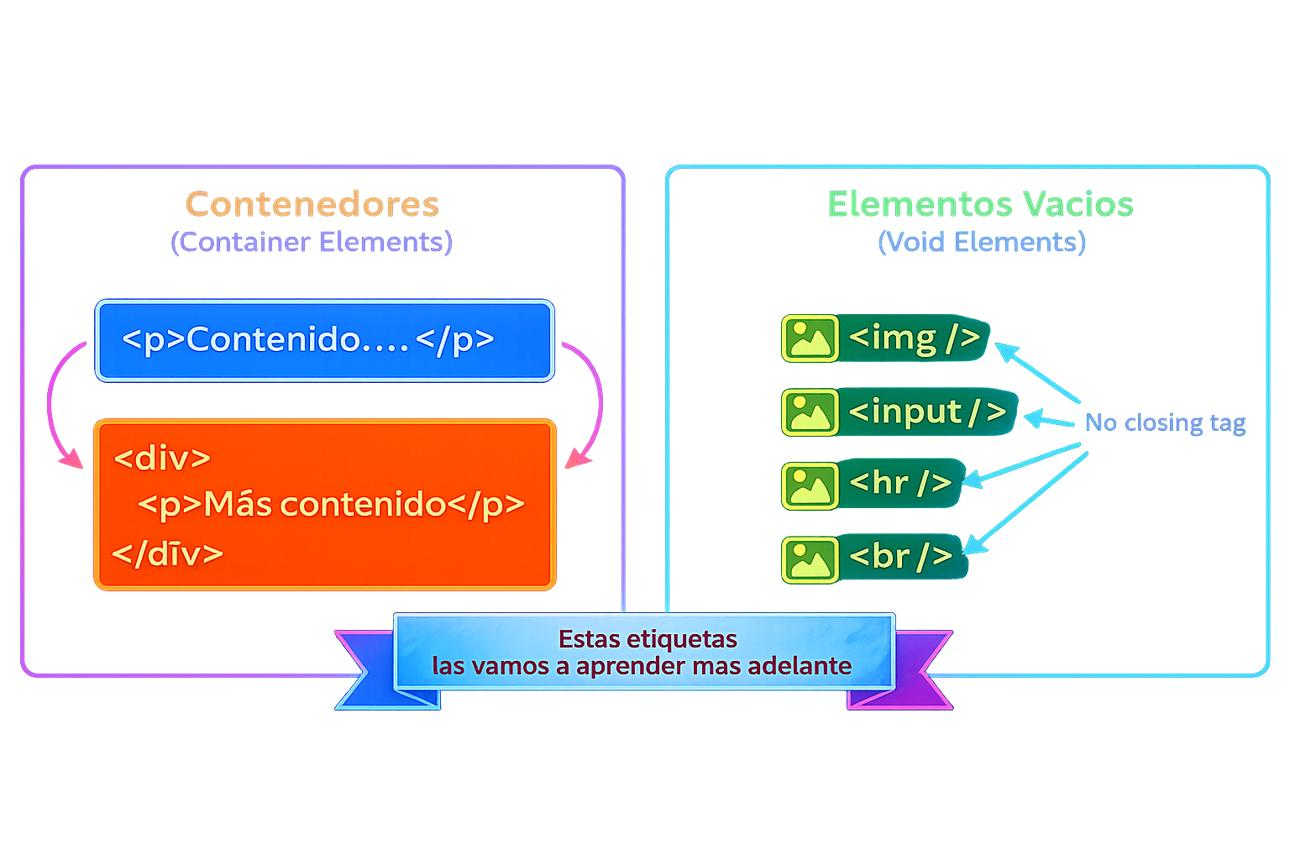 Contenedores
(Container Elements)
<p>Contenido....</p>
<div>
<p>Más contenido</p>
</dīv>
Elementos Vacios
(Void Elements)
<img />
<input />
<hr />
<br />
No closing tag
Estas etiquetas
las vamos a aprender mas adelante